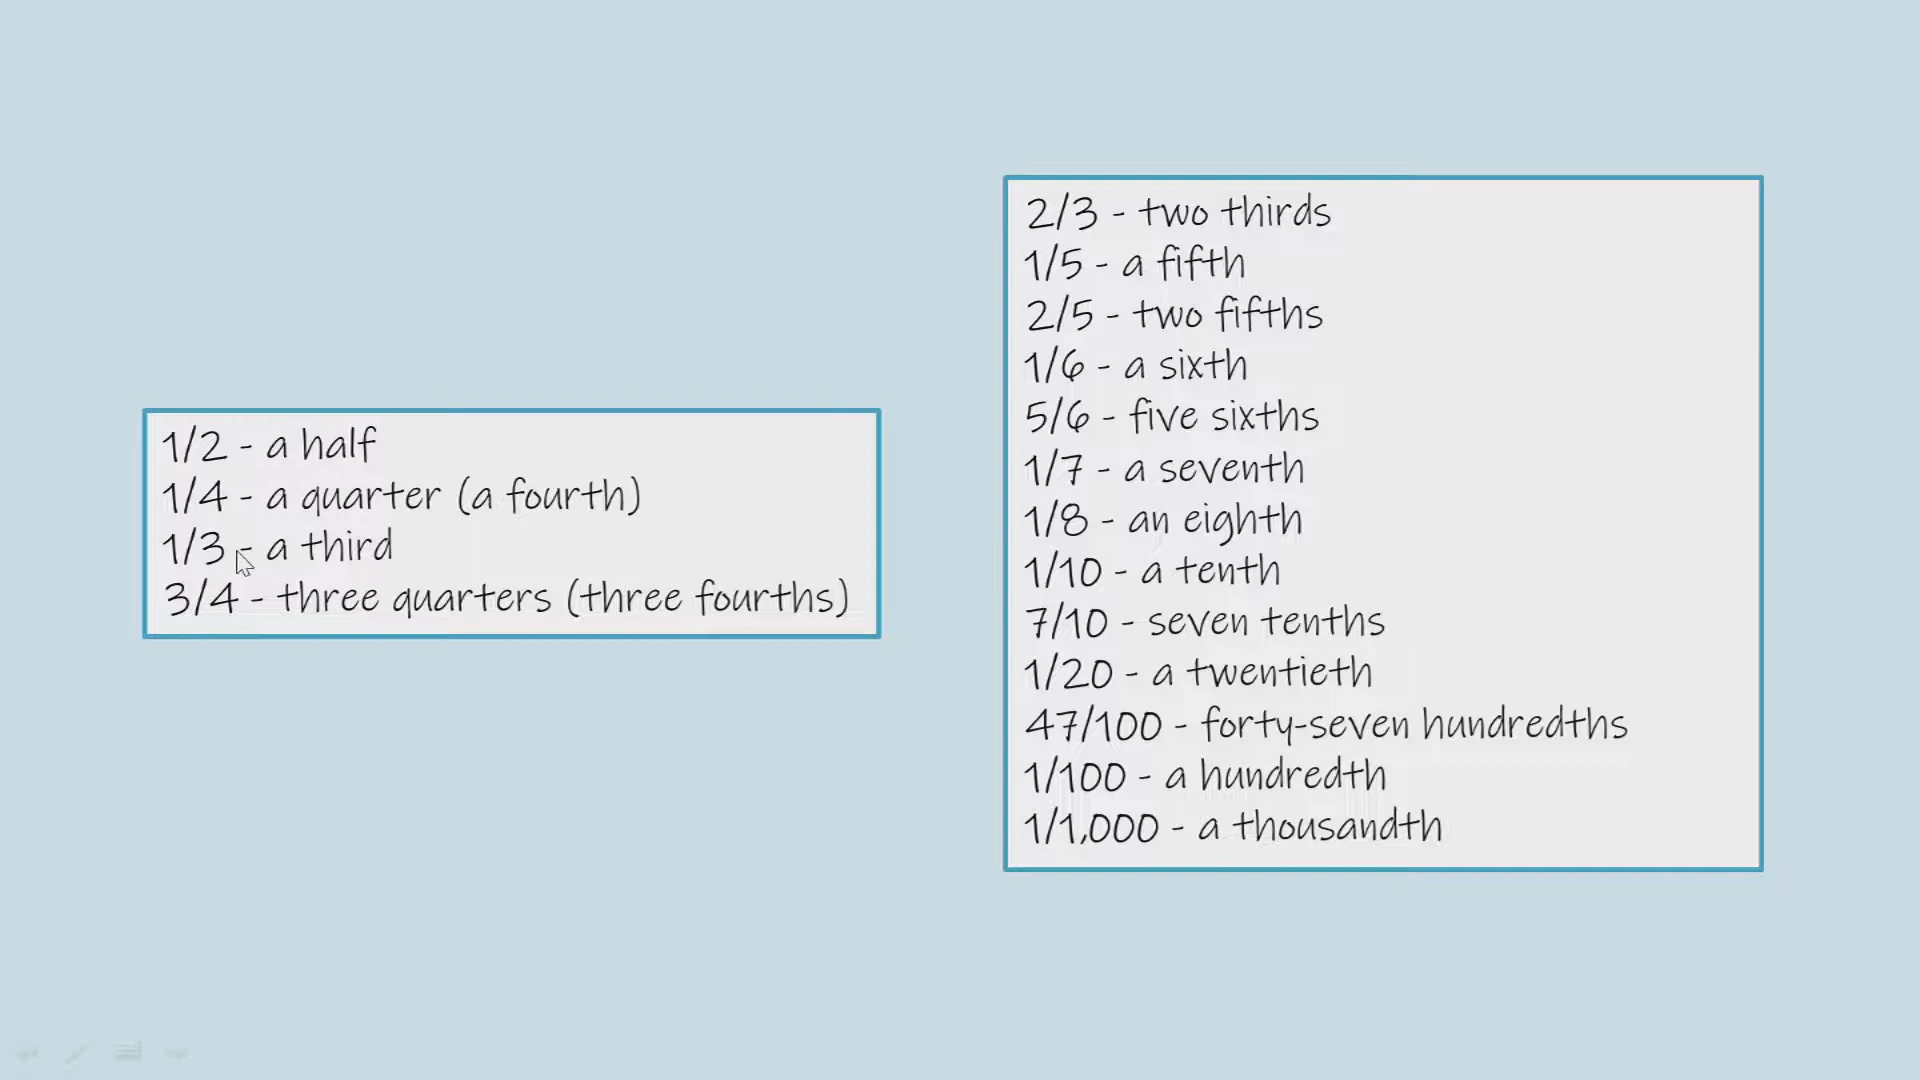 1/2 - a half
1/4 - a quarter (a fourth)
1/3 - a third
3/4 - three quarters (three fourths)
2/3 - two thirds
1/5 - a fifth
2/5 - two fifths
1/6 - a sixth
5/6 - five sixths
1/7 - a seventh
1/8 - an eighth
1/10 - a tenth
7/10 - seven tenths
1/20 - a twentieth
47/100 - forty-seven hundredths
1/100 - a hundredth
1/1,000 - a thousandth